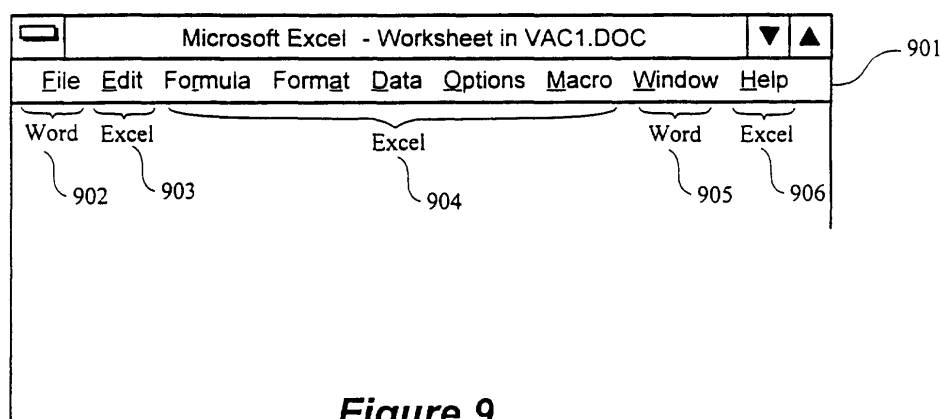 Microsoft Excel - Worksheet in VAC1.DOC
901
File Edit Formula Format Data Options Macro Window Help
Word Excel Excel Word Excel
902 903 904 905 906
Figure 9